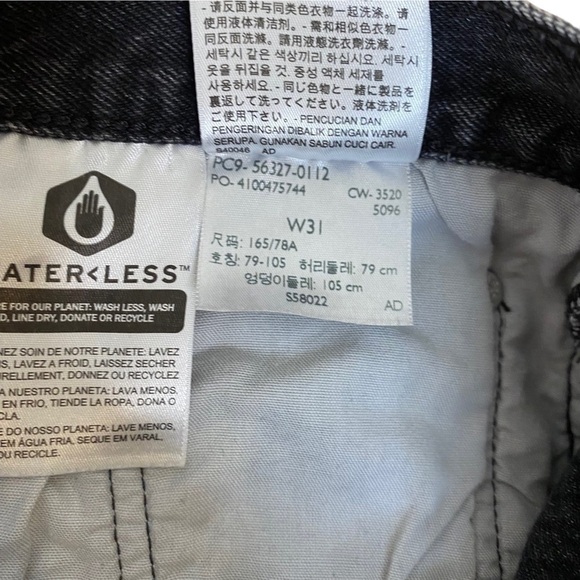 - 请反面并与同类色衣物一起洗涤. 请
使用液体清洁剂. - 需和相似色衣物一
同反面洗滌. 請用液態洗衣劑洗滌. -
세탁시 같은 색상끼리 하십시오. 세탁시
옷을 뒤집을 것. 중성 액체 세제를
사용하세요. - 同じ色物と一緒に製品を
裏返して洗ってください。液体洗剤をご
- PENCUCIAN DAN
PENGERINGAN DIBALIK DENGAN WARNA
SERUPA. GUNAKAN SABUN CUCI CAIR.
S40046 AD
PC9- 56327-0112
PO- 4100475744 CW- 3520
5096
W31
尺码: 165/78A
호칭: 79-105 허리둘레: 79 cm
엉덩이둘레: 105 cm
S58022 AD
ATER<LESS™
E FOR OUR PLANET: WASH LESS, WASH
D, LINE DRY, DONATE OR RECYCLE
NEZ SOIN DE NOTRE PLANETE: LAVEZ
S, LAVEZ A FROID, LAISSEZ SECHER
URELLEMENT, DONNEZ OU RECYCLEZ
A NUESTRO PLANETA: LAVA MENOS,
EN FRIO, TIENDE LA ROPA, DONA O
CLA.
E DO NOSSO PLANETA: LAVE MENOS,
EM ÁGUA FRIA, SEQUE EM VARAL,
OU RECICLE.